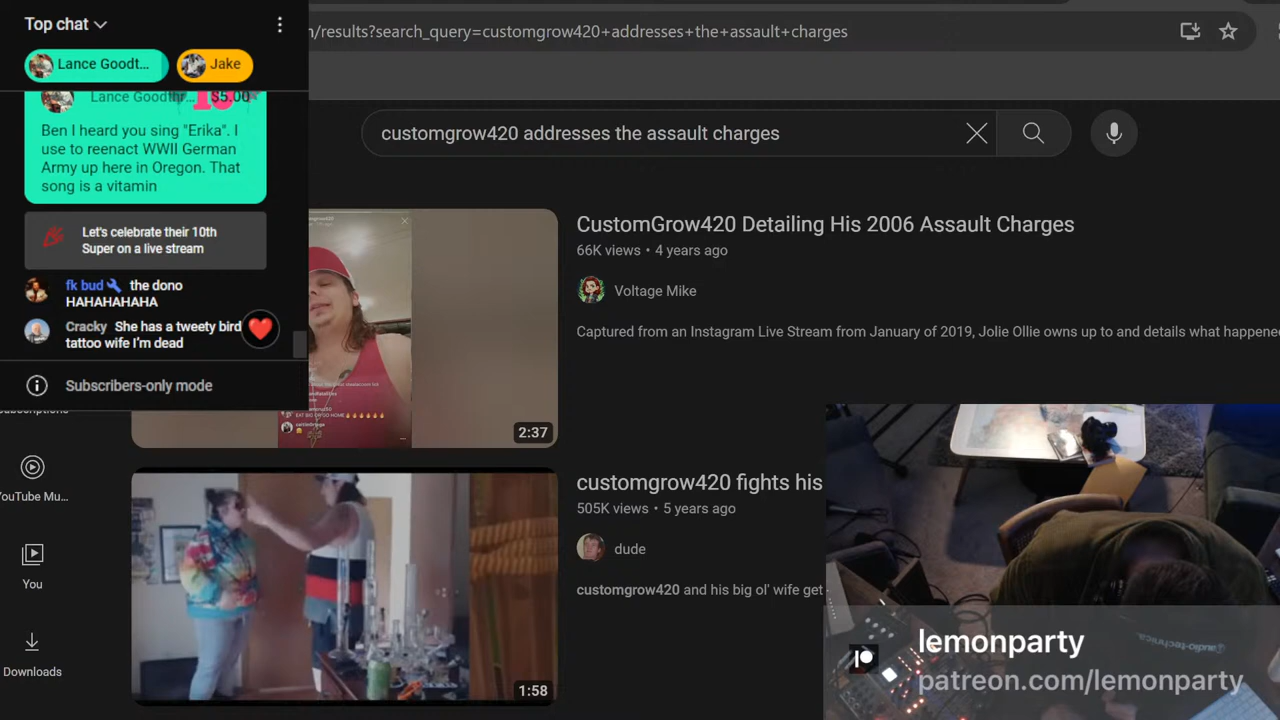 Top chat
n/results?search_query=customgrow420+addresses+the+assault+charges
Lance Goodt...
Jake
Lance Goodthr...
$5.00
Ben I heard you sing "Erika". I
use to reenact WWII German
Army up here in Oregon. That
song is a vitamin
Let's celebrate their 10th
Super on a live stream
fk bud the dono
HAHAHAHAHA
Cracky She has a tweety bird
tattoo wife I'm dead
Subscribers-only mode
customgrow420 addresses the assault charges
CustomGrow420 Detailing His 2006 Assault Charges
66K views • 4 years ago
Voltage Mike
Captured from an Instagram Live Stream from January of 2019, Jolie Ollie owns up to and details what happene
2:37
customgrow420 fights his
505K views • 5 years ago
dude
customgrow420 and his big ol' wife get
1:58
Subscriptions
YouTube Mu...
You
Downloads
audio-technica
lemonparty
patreon.com/lemonparty